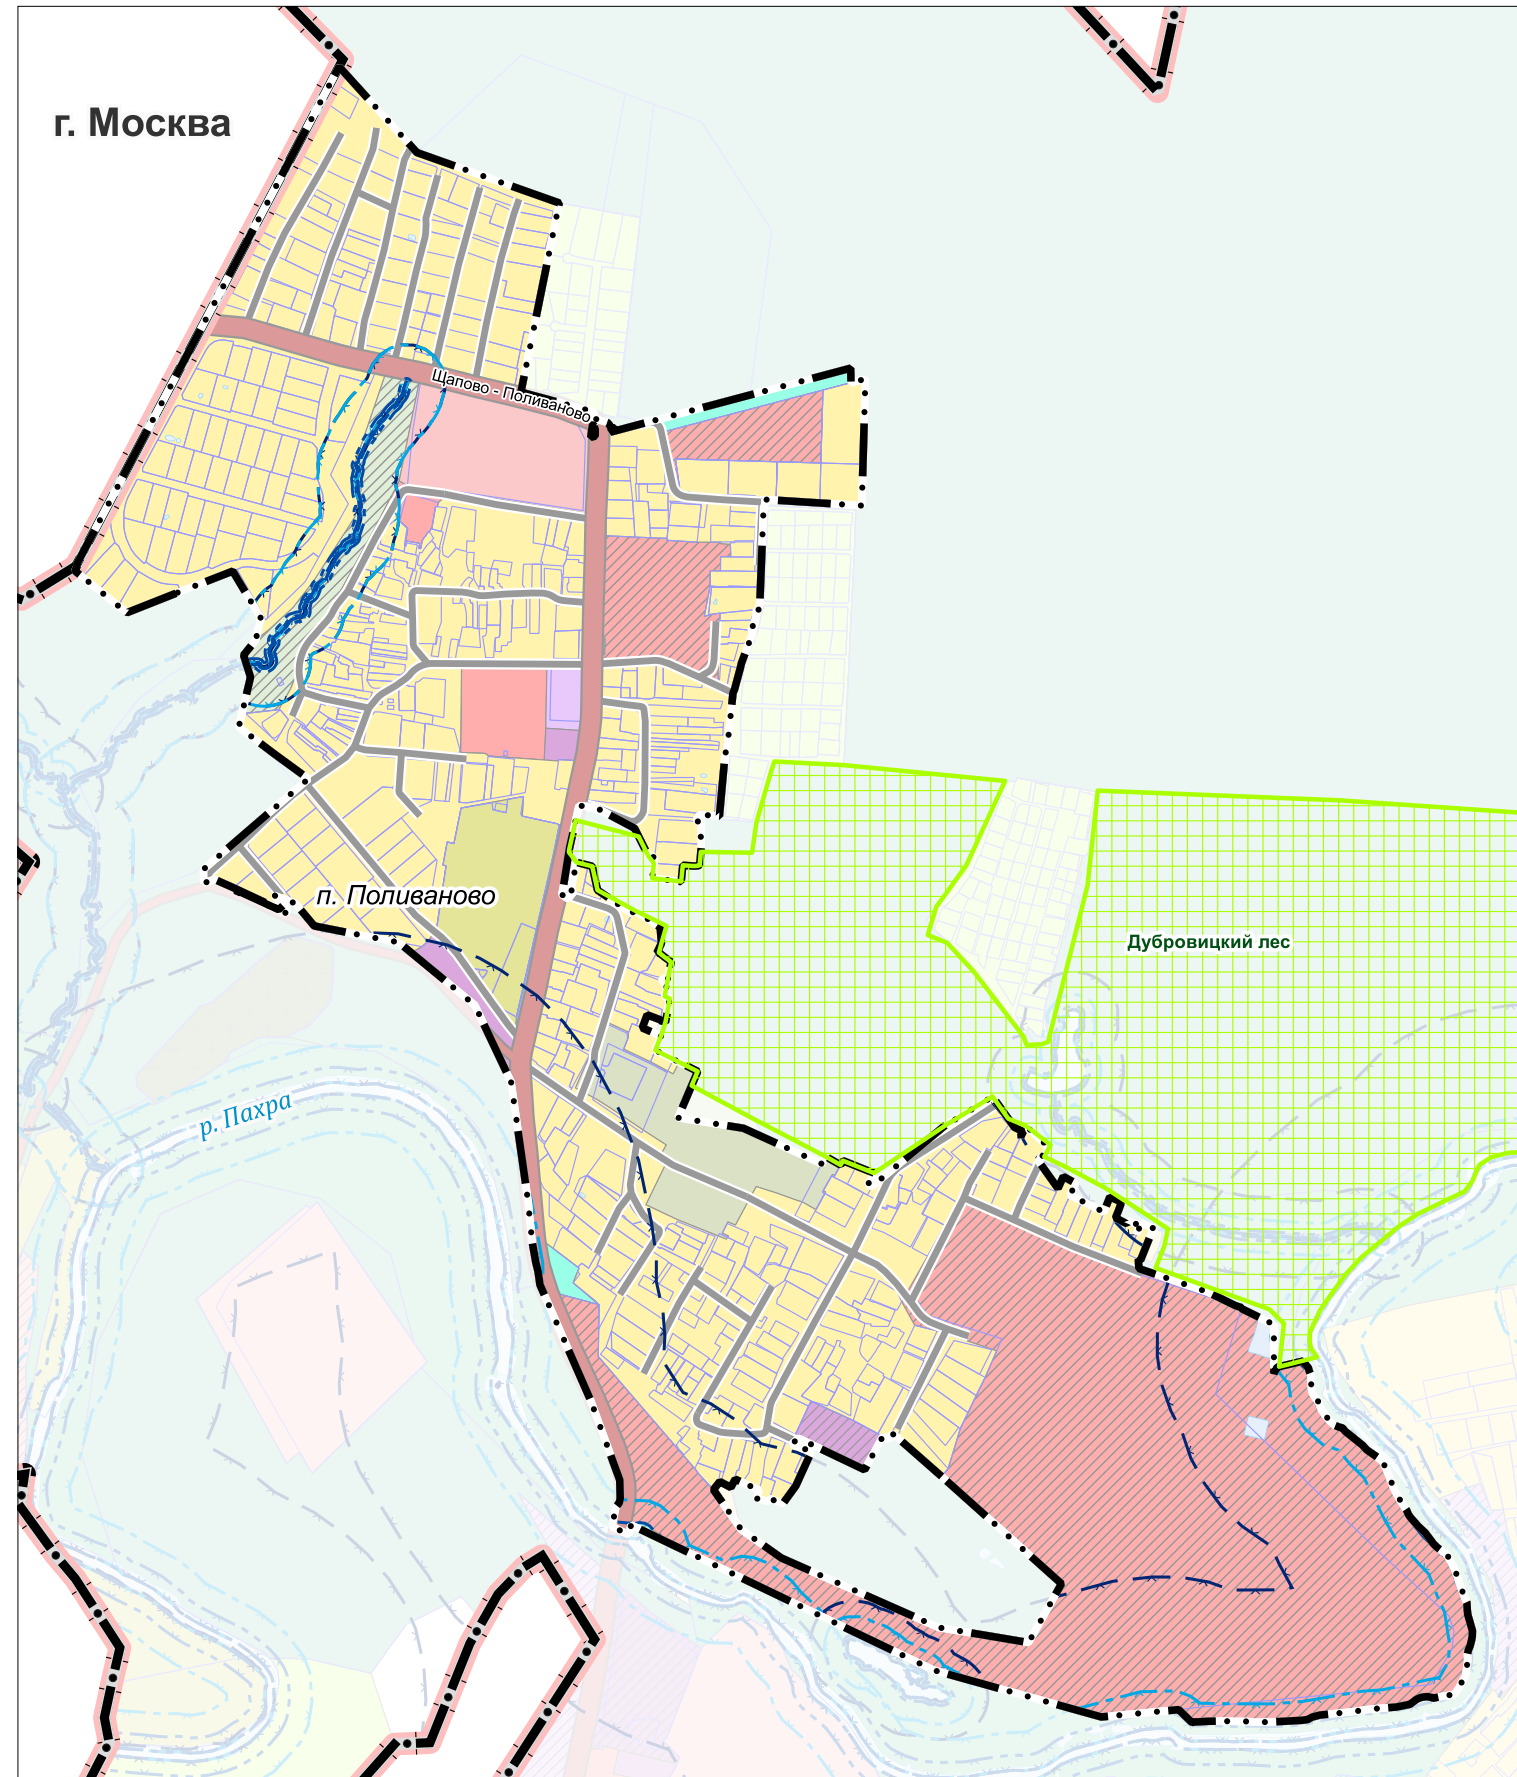 г. Москва
Щапово - Поливаново
п. Поливаново
Дубровицкий лес
р. Пахра